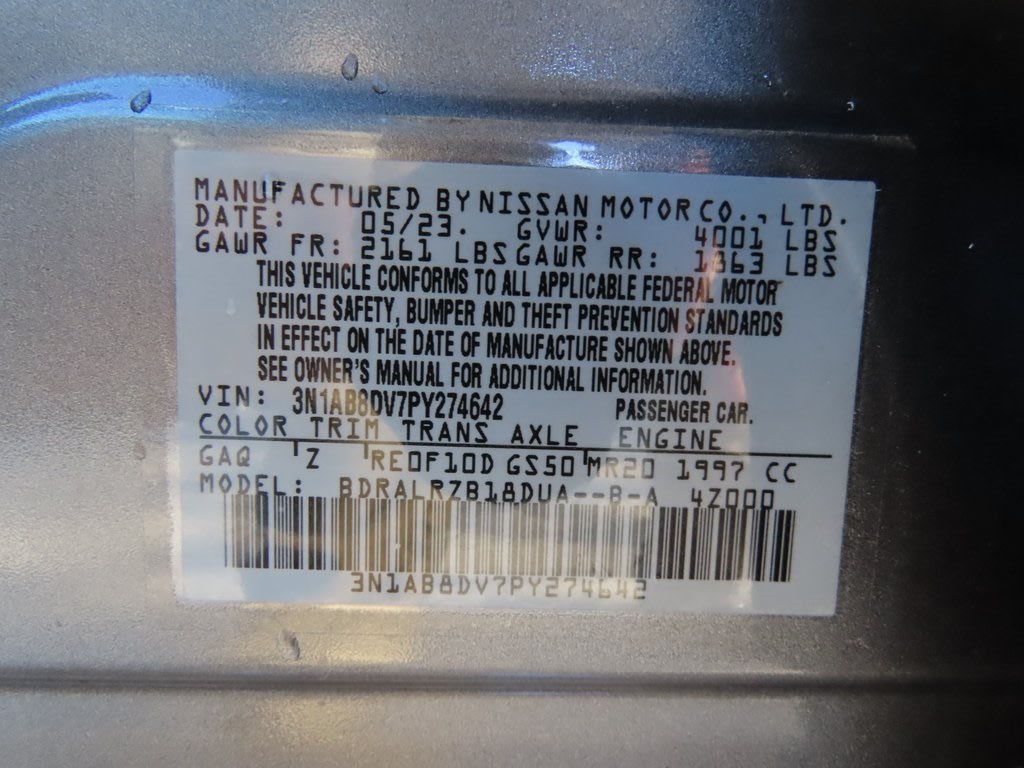 MANUFACTURED BY NISSAN MOTOR CO., LTD.
DATE: 05/23. GVWR: 4001 LBS
GAWR FR: 2161 LBS GAWR RR: 1863 LBS
THIS VEHICLE CONFORMS TO ALL APPLICABLE FEDERAL MOTOR
VEHICLE SAFETY, BUMPER AND THEFT PREVENTION STANDARDS
IN EFFECT ON THE DATE OF MANUFACTURE SHOWN ABOVE.
SEE OWNER'S MANUAL FOR ADDITIONAL INFORMATION.
VIN: 3N1AB8DV7PY274642 PASSENGER CAR.
COLOR TRIM TRANS AXLE ENGINE
GAQ Z RE0F10D GS50 MR20 1997 CC
MODEL: BDRALRZB18DUA--B-A 4Z000
3N1AB8DV7PY274642